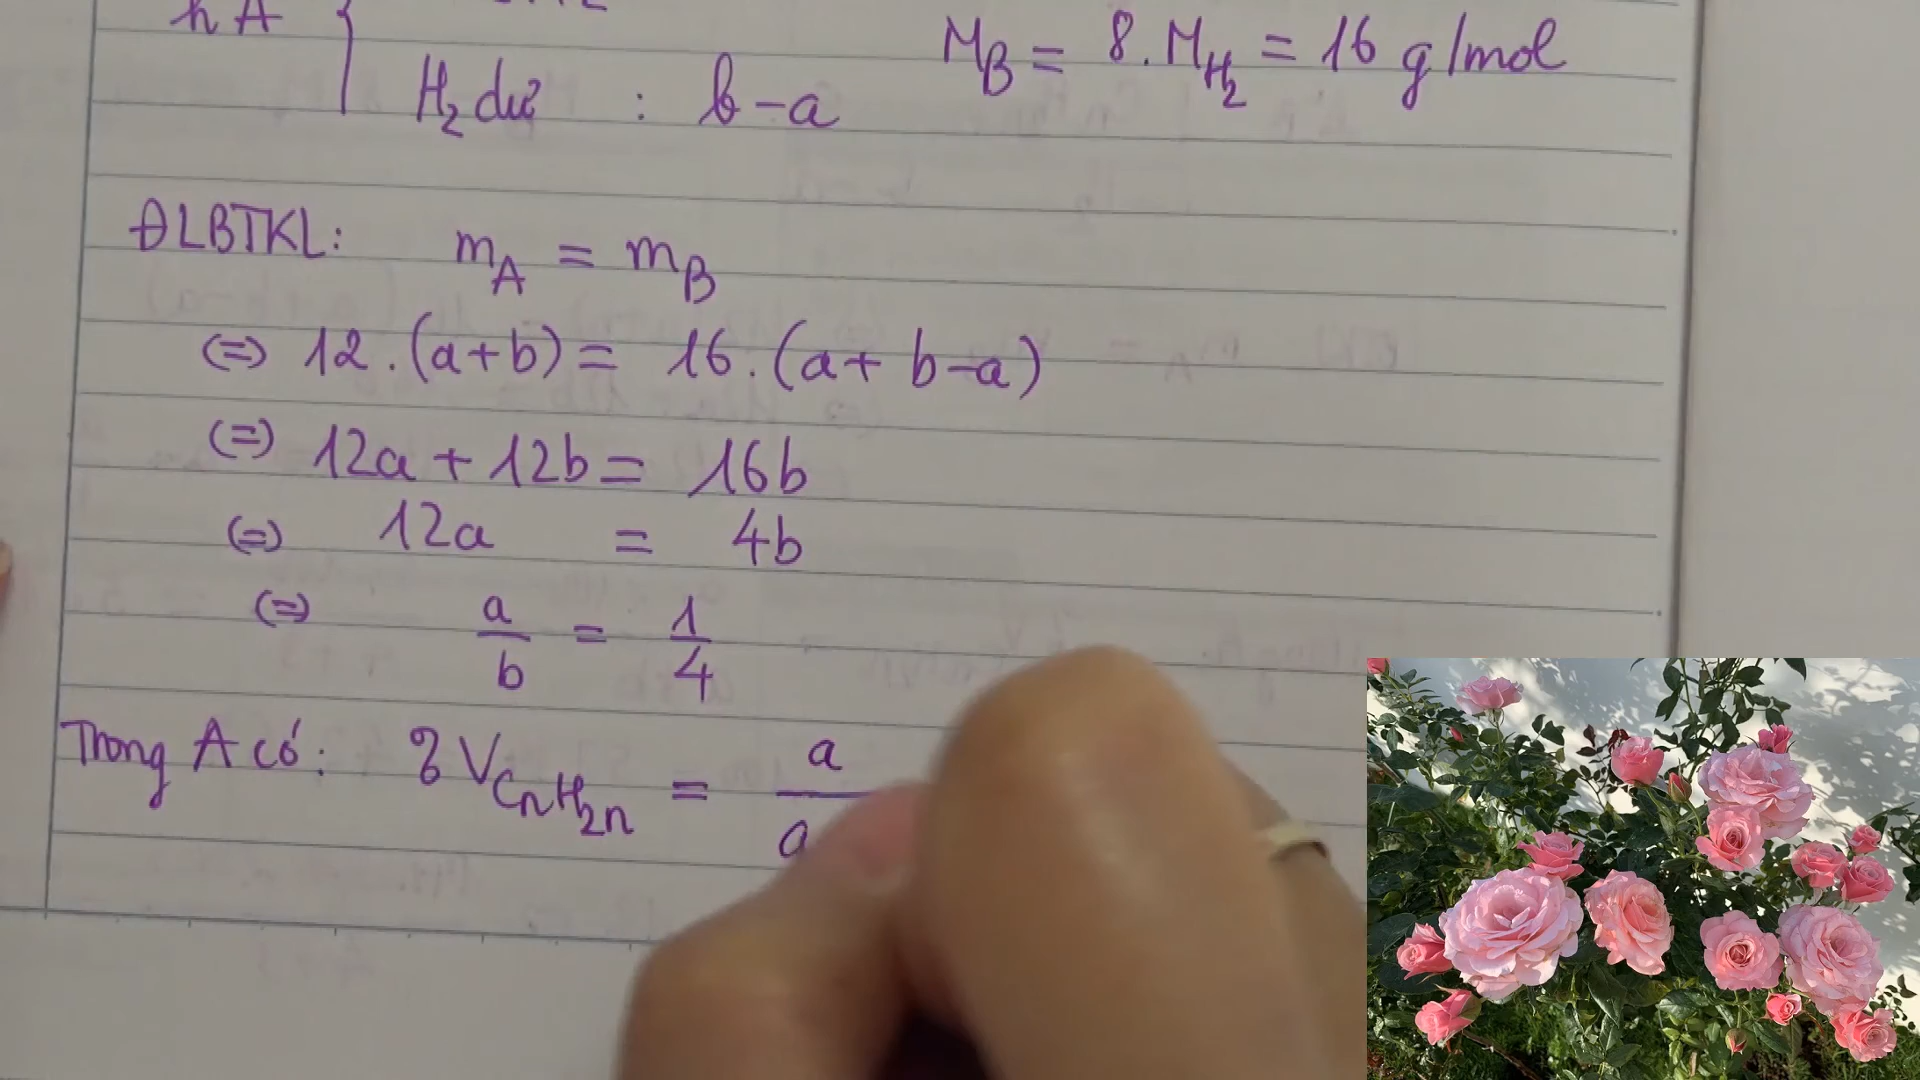 hA
M_B = 8.M_H₂ = 16 g/mol
H₂ dư : b-a
ĐLBTKL: m_A = m_B
(=) 12.(a+b) = 16.(a+b-a)
(=) 12a + 12b = 16b
(=) 12a = 4b
(=) a/b = 1/4
Trong A có: % V_CnH2n = a/a